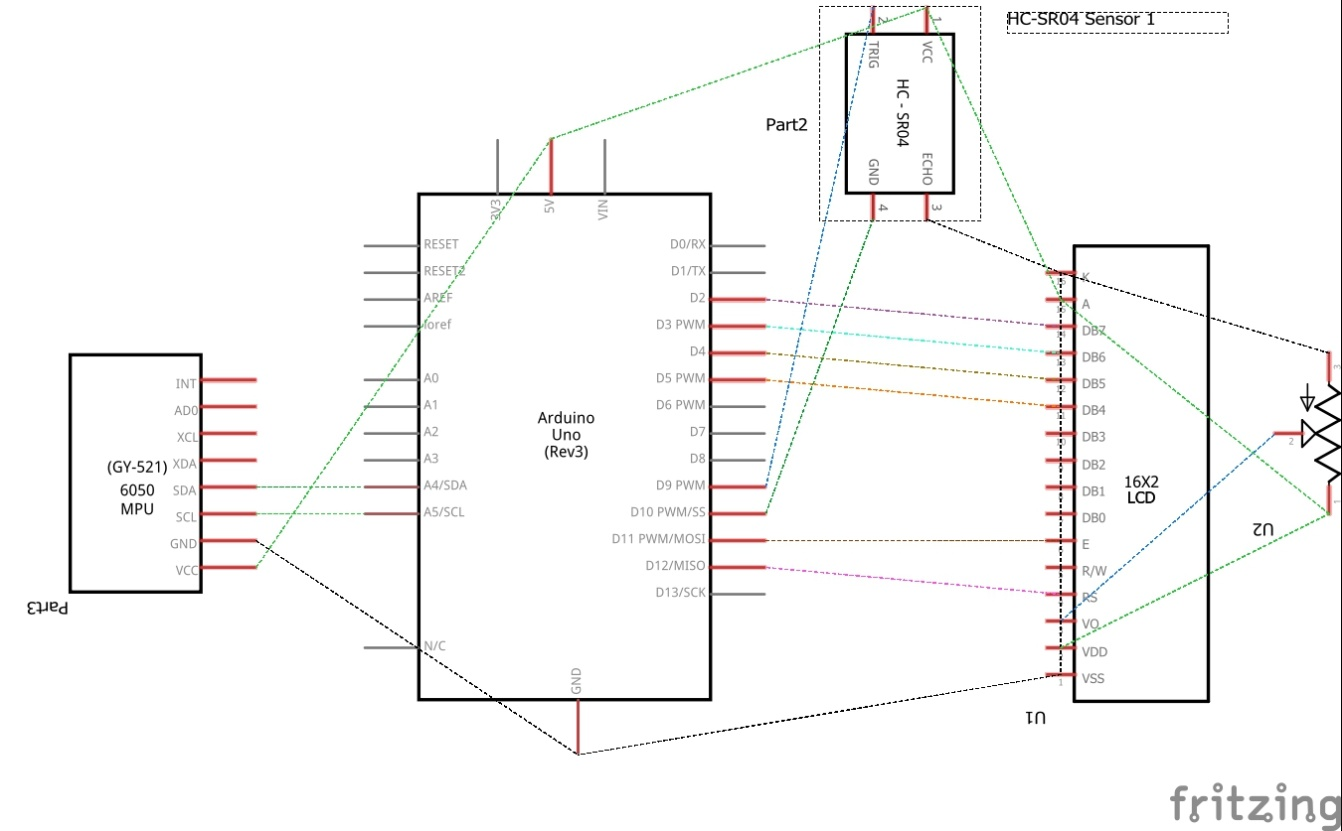 HC-SR04 Sensor 1
2
1
TRIG
VCC
HC - SR04
Part2
GND
ECHO
4
3
3V3
5V
VIN
RESET
RESET2
AREF
ioref
A0
A1
A2
A3
A4/SDA
A5/SCL
N/C
Arduino
Uno
(Rev3)
D0/RX
D1/TX
D2
D3 PWM
D4
D5 PWM
D6 PWM
D7
D8
D9 PWM
D10 PWM/SS
D11 PWM/MOSI
D12/MISO
D13/SCK
GND
INT
AD0
XCL
XDA
SDA
SCL
GND
VCC
(GY-521)
6050
MPU
Part3
K
A
DB7
DB6
DB5
DB4
DB3
DB2
DB1
DB0
E
R/W
RS
VO
VDD
VSS
1
16X2
LCD
U1
3
2
1
U2
fritzing